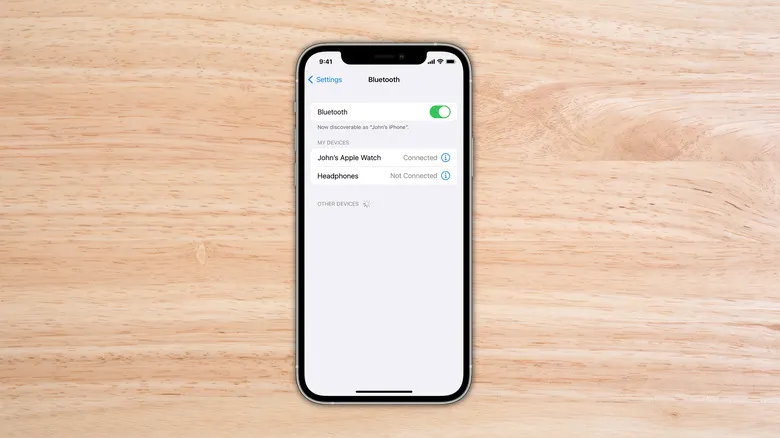 9:41
Settings
Bluetooth
Bluetooth
Now discoverable as "John's iPhone".
MY DEVICES
John's Apple Watch Connected
Headphones Not Connected
OTHER DEVICES